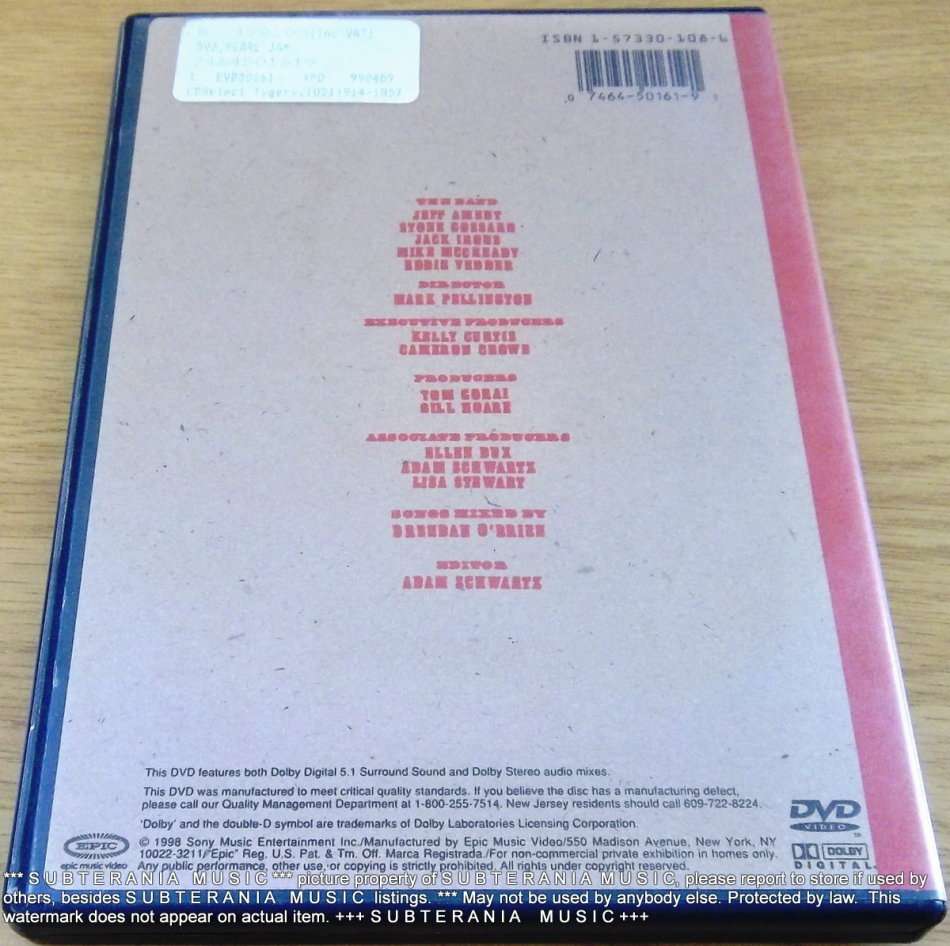 DVD,PEARL JAM
ISBN 1-57330-108-6
0 7464-50161-9
THE BAND
JEFF AMENT
STONE GOSSARD
JACK IRONS
MIKE MCCREADY
EDDIE VEDDER
DIRECTOR
MARK PELLINGTON
EXECUTIVE PRODUCERS
KELLY CURTIS
CAMERON CROWE
PRODUCERS
TOM GORAI
GILL HOARE
ASSOCIATE PRODUCERS
ELLEN DUX
ADAM SCHWARTZ
LISA STEWART
SONGS MIXED BY
BRENDAN O'BRIEN
EDITOR
ADAM SCHWARTZ
This DVD features both Dolby Digital 5.1 Surround Sound and Dolby Stereo audio mixes.
This DVD was manufactured to meet critical quality standards. If you believe the disc has a manufacturing defect,
please call our Quality Management Department at 1-800-255-7514. New Jersey residents should call 609-722-8224.
'Dolby' and the double-D symbol are trademarks of Dolby Laboratories Licensing Corporation.
© 1998 Sony Music Entertainment Inc./Manufactured by Epic Music Video/550 Madison Avenue, New York, NY
10022-3211/"Epic" Reg. U.S. Pat. & Tm. Off. Marca Registrada./For non-commercial private exhibition in homes only.
Any public performance, other use, or copying is strictly prohibited. All rights under copyright reserved.
EPIC
epic music video
DVD
VIDEO
DOLBY
DIGITAL
*** S U B T E R A N I A M U S I C *** picture property of S U B T E R A N I A M U S I C, please report to store if used by
others, besides S U B T E R A N I A M U S I C listings. *** May not be used by anybody else. Protected by law. This
watermark does not appear on actual item. +++ S U B T E R A N I A M U S I C +++